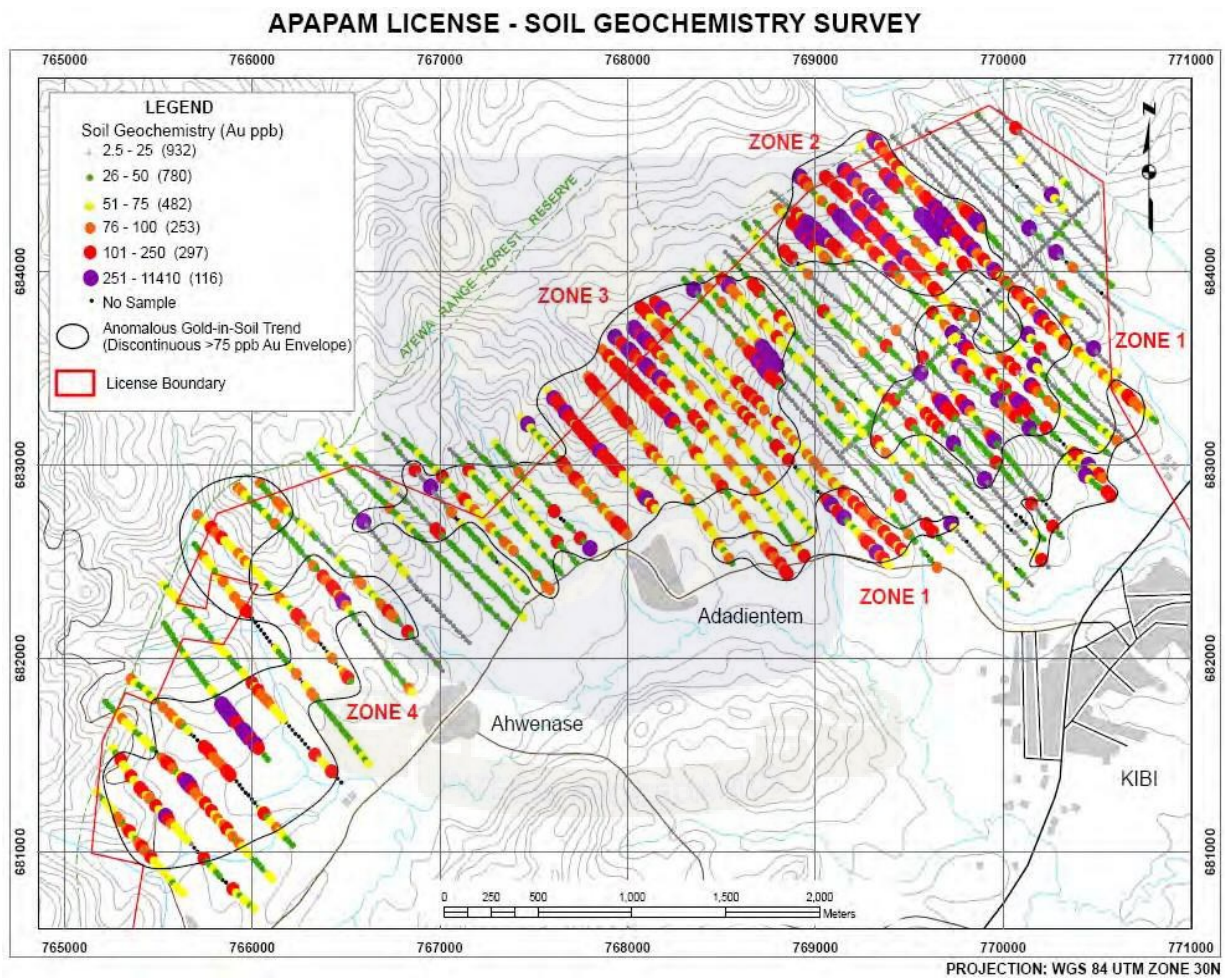 APAPAM LICENSE - SOIL GEOCHEMISTRY SURVEY
765000 766000 767000 768000 769000 770000 771000
LEGEND
Soil Geochemistry (Au ppb)
2.5 - 25 (932)
26 - 50 (780)
51 - 75 (482)
76 - 100 (253)
101 - 250 (297)
251 - 11410 (116)
No Sample
Anomalous Gold-in-Soil Trend
(Discontinuous >75 ppb Au Envelope)
License Boundary
N
ZONE 2
ATEWA RANGE FOREST RESERVE
684000
684000
ZONE 3
ZONE 1
683000
683000
ZONE 1
Adadientem
682000
682000
ZONE 4
Ahwenase
KIBI
681000
681000
0 250 500 1,000 1,500 2,000
Meters
765000 766000 767000 768000 769000 770000 771000
PROJECTION: WGS 84 UTM ZONE 30N